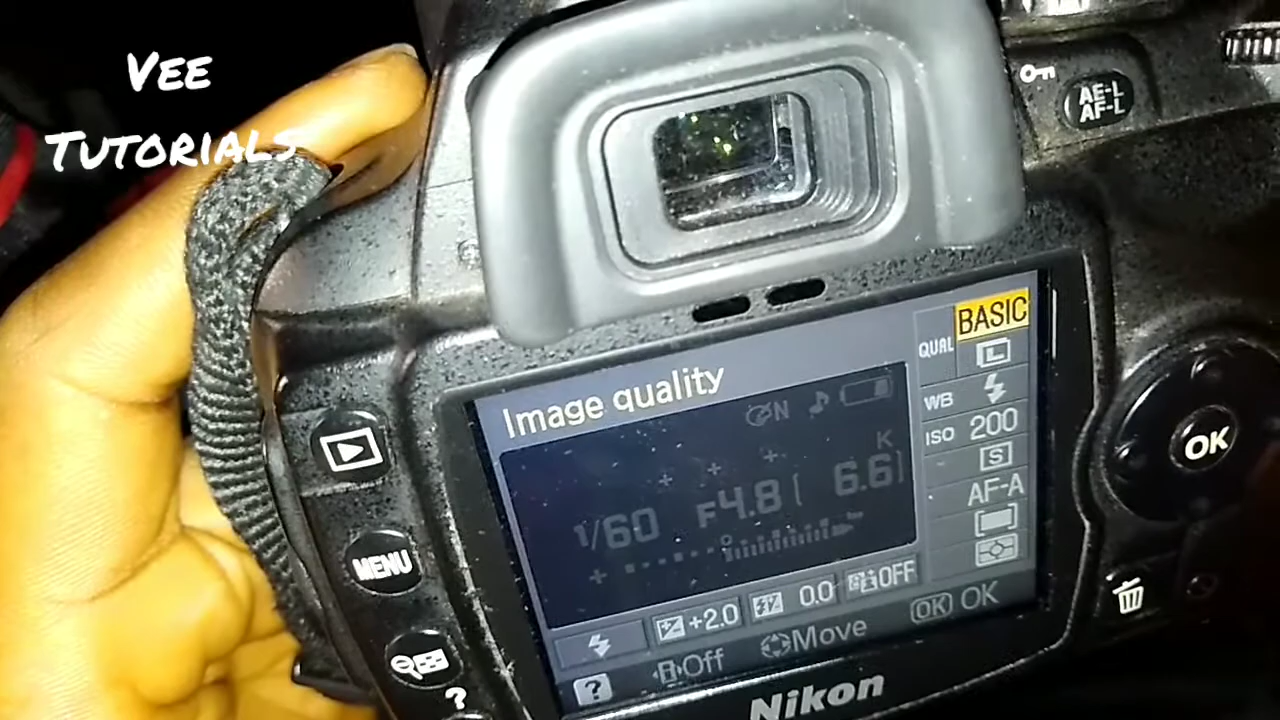 VEE
TUTORIALS
AE-L
AF-L
BASIC
QUAL
L
Image quality
WB
N
ISO 200
K
S
1/60 F4.8 [ 6.6]
AF-A
OK
MENU
+2.0 0.0 OFF
Off Move OK OK
?
?
Nikon